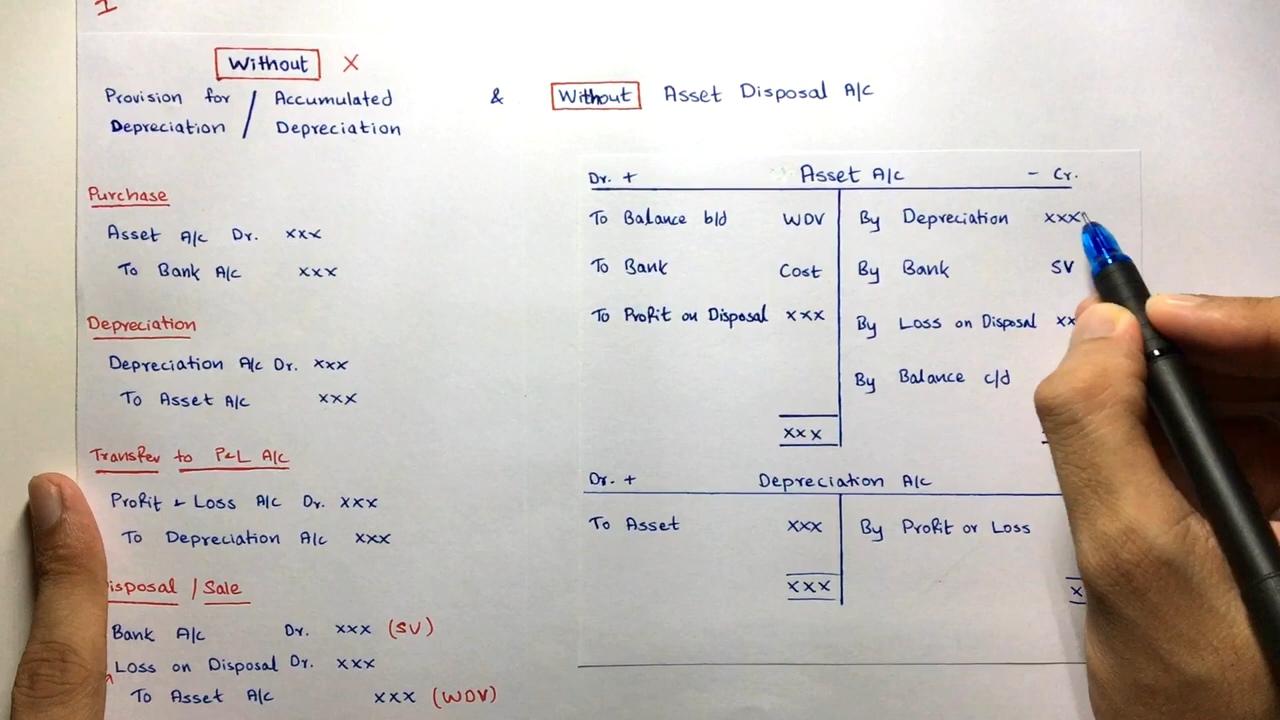 I
Without X
Provision for / Accumulated & Without Asset Disposal A/c
Depreciation / Depreciation
Purchase
Asset A/c Dr. xxx
To Bank A/c xxx
Depreciation
Depreciation A/c Dr. xxx
To Asset A/c xxx
Transfer to P&L A/c
Profit & Loss A/c Dr. xxx
To Depreciation A/c xxx
isposal / Sale
Bank A/c Dr. xxx (SV)
Loss on Disposal Dr. xxx
To Asset A/c xxx (WDV)
Dr. + Asset A/c - Cr.
To Balance b/d WDV By Depreciation xxx
To Bank Cost By Bank SV
To Profit on Disposal xxx By Loss on Disposal xx
By Balance c/d
xxx
Dr. + Depreciation A/c
To Asset xxx By Profit or Loss
xxx x